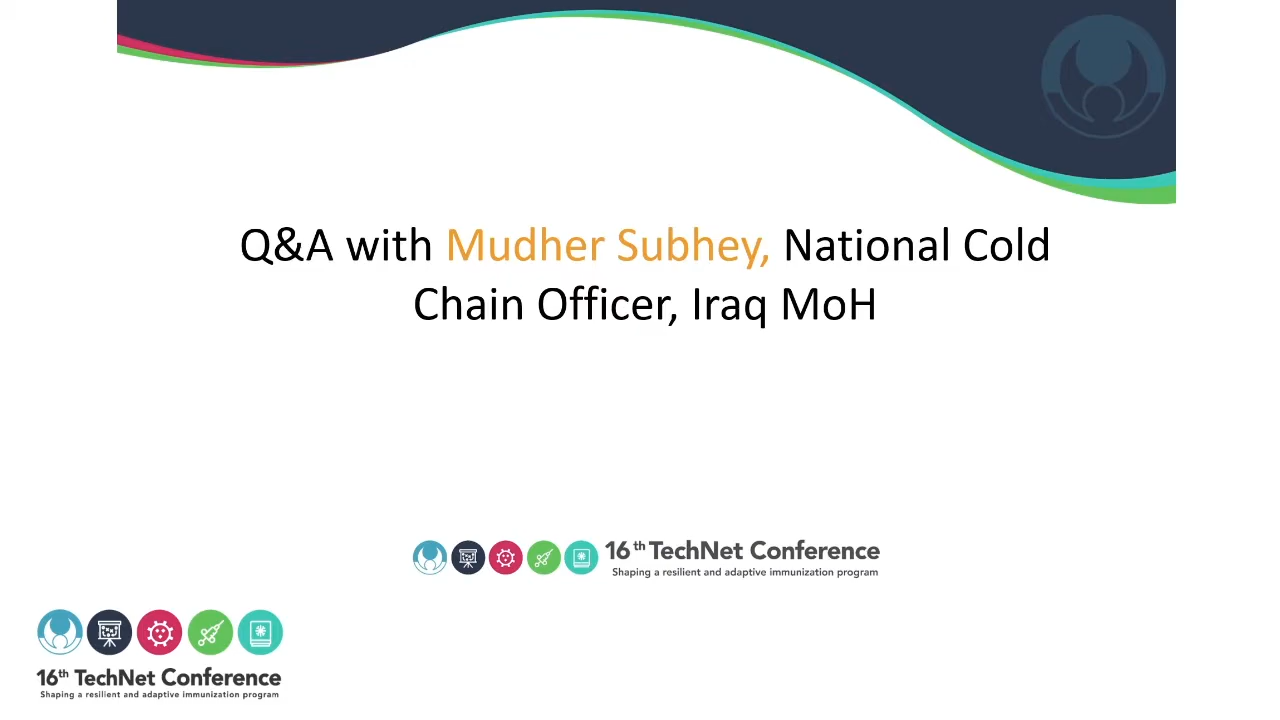 Q&A with Mudher Subhey, National Cold
Chain Officer, Iraq MoH
16th TechNet Conference
Shaping a resilient and adaptive immunization program
16th TechNet Conference
Shaping a resilient and adaptive immunization program